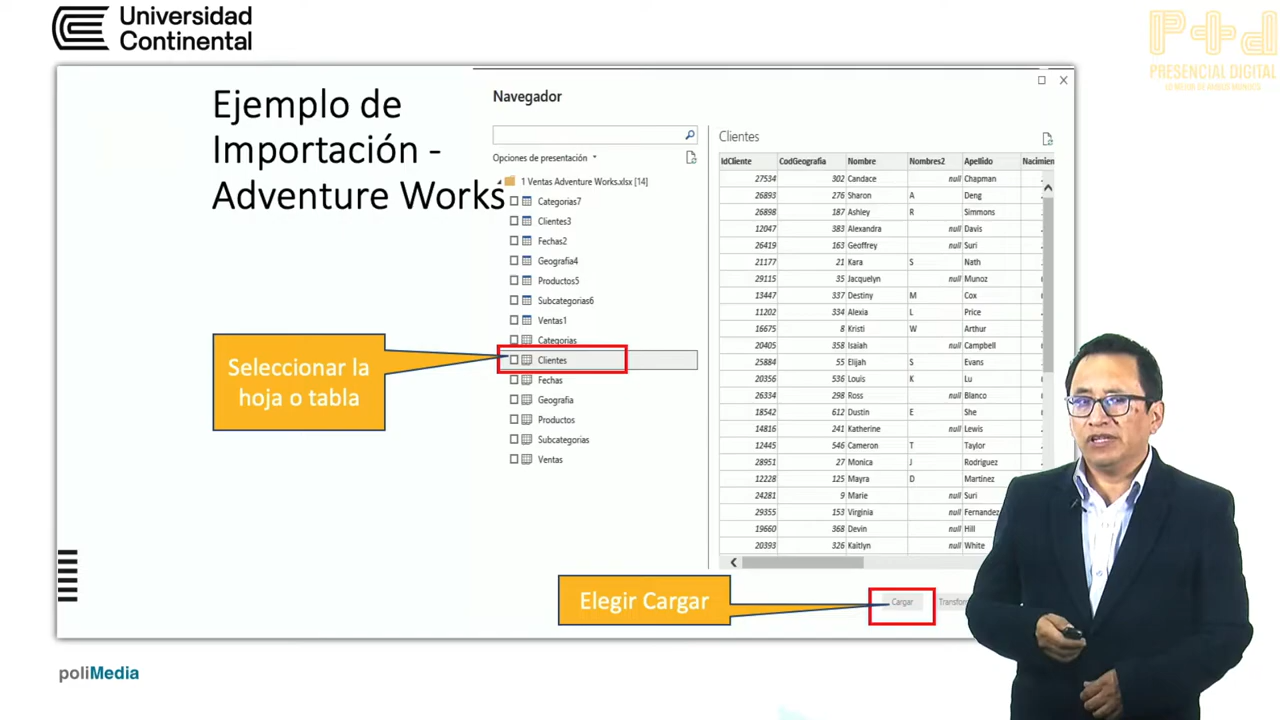 Universidad
Continental
PRESENCIAL DIGITAL
Ejemplo de
Importación -
Adventure Works
Seleccionar la
hoja o tabla
Elegir Cargar
Navegador
Opciones de presentación
1 Ventas Adventure Works.xlsx [14]
Categorias7
Clientes3
Fechas2
Geografia4
Productos5
Subcategorias6
Ventas1
Categorias
Clientes
Fechas
Geografia
Productos
Subcategorias
Ventas
Clientes
IdCliente CodGeografia Nombre Nombres2 Apellido Nacimien
27534 302 Candace null Chapman
26893 276 Sharon A Deng
26898 187 Ashley R Simmons
12047 383 Alexandra null Davis
26419 163 Geoffrey null Suri
21177 21 Kara S Nath
29115 35 Jacquelyn null Munoz
13447 337 Destiny M Cox
11202 334 Alexia L Price
16675 8 Kristi W Arthur
20405 358 Isaiah null Campbell
25884 55 Elijah S Evans
20356 536 Louis K Lu
26334 298 Ross null Blanco
18542 612 Dustin E She
14816 241 Katherine null Lewis
12445 546 Cameron T Taylor
28951 27 Monica J Rodriguez
12228 125 Mayra D Martinez
24281 9 Marie null Suri
29355 153 Virginia null Fernandez
19660 368 Devin null Hill
20393 326 Kaitlyn null White
Cargar
Transfor
poliMedia